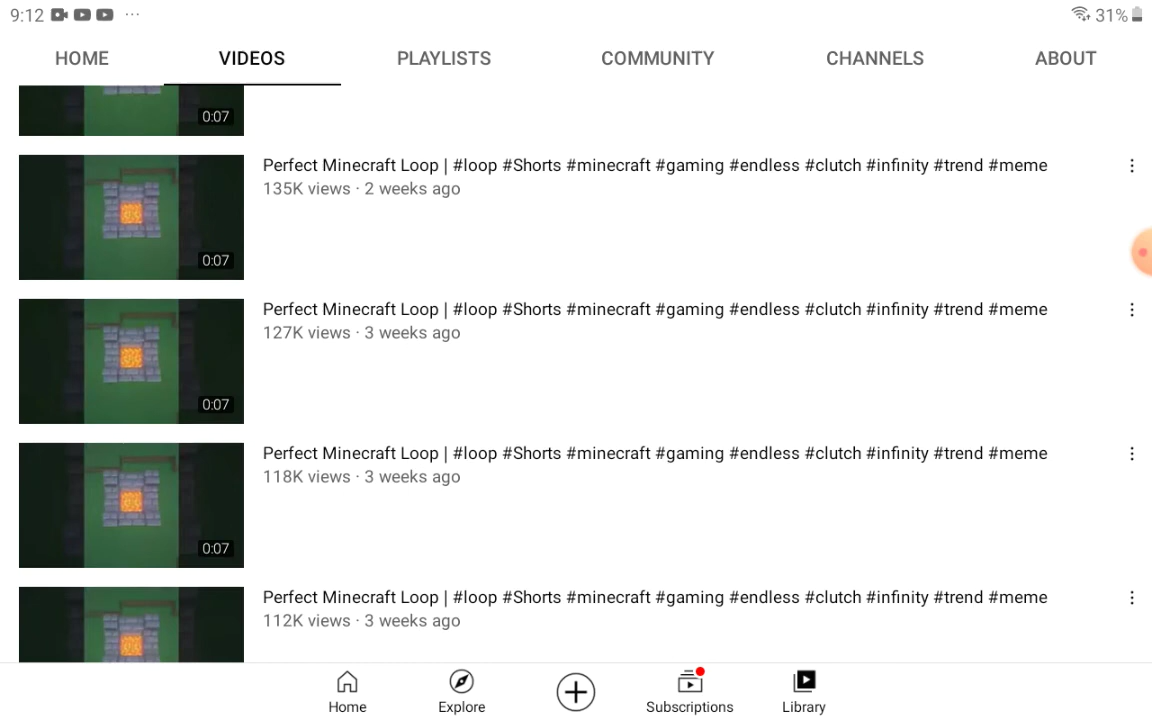 9:12 ... 31%
HOME VIDEOS PLAYLISTS COMMUNITY CHANNELS ABOUT
0:07
Perfect Minecraft Loop | #loop #Shorts #minecraft #gaming #endless #clutch #infinity #trend #meme
135K views · 2 weeks ago
0:07
Perfect Minecraft Loop | #loop #Shorts #minecraft #gaming #endless #clutch #infinity #trend #meme
127K views · 3 weeks ago
0:07
Perfect Minecraft Loop | #loop #Shorts #minecraft #gaming #endless #clutch #infinity #trend #meme
118K views · 3 weeks ago
0:07
Perfect Minecraft Loop | #loop #Shorts #minecraft #gaming #endless #clutch #infinity #trend #meme
112K views · 3 weeks ago
Home Explore Subscriptions Library